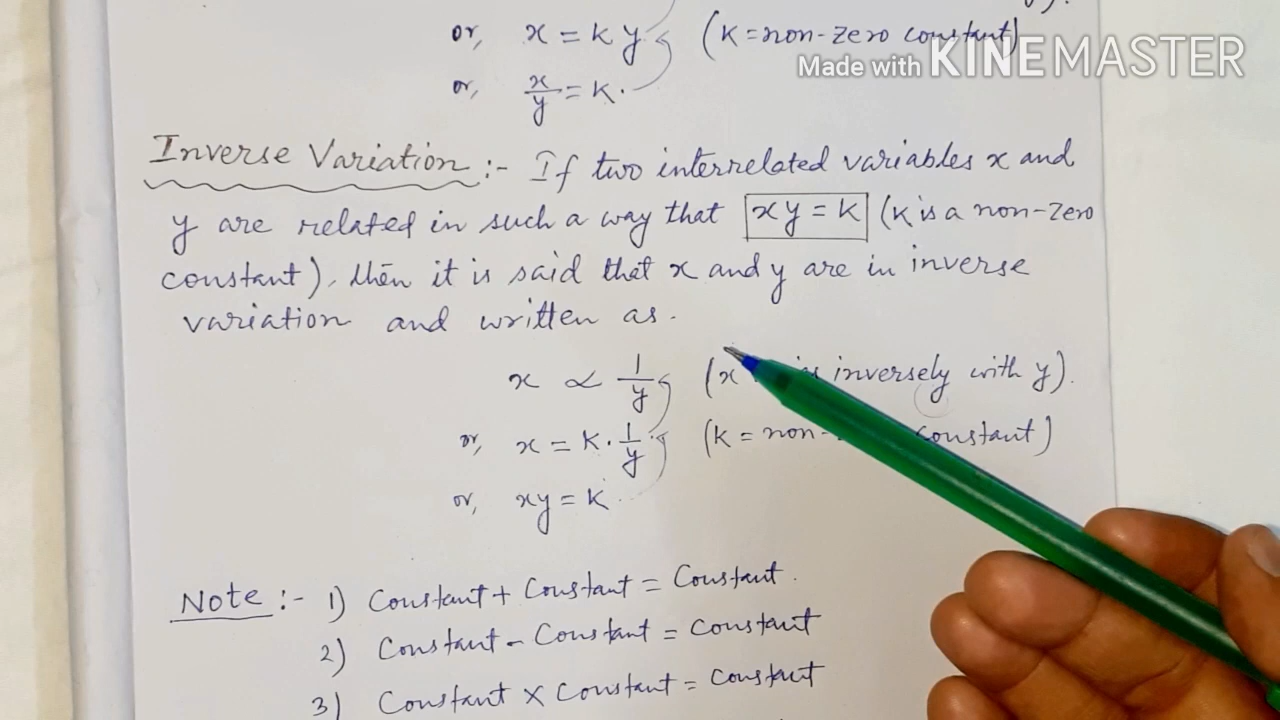 or, x = k y (k = non-zero constant)
Made with KINEMASTER
or, x/y = k.
Inverse Variation :- If two interrelated variables x and
y are related in such a way that xy = k (k is a non-zero
constant), then it is said that x and y are in inverse
variation and written as.
x ∝ 1/y (x inversely with y).
or, x = k · 1/y (k = non- constant)
or, xy = k
Note :- 1) Constant + Constant = Constant.
2) Constant - Constant = Constant
3) Constant × Constant = Constant